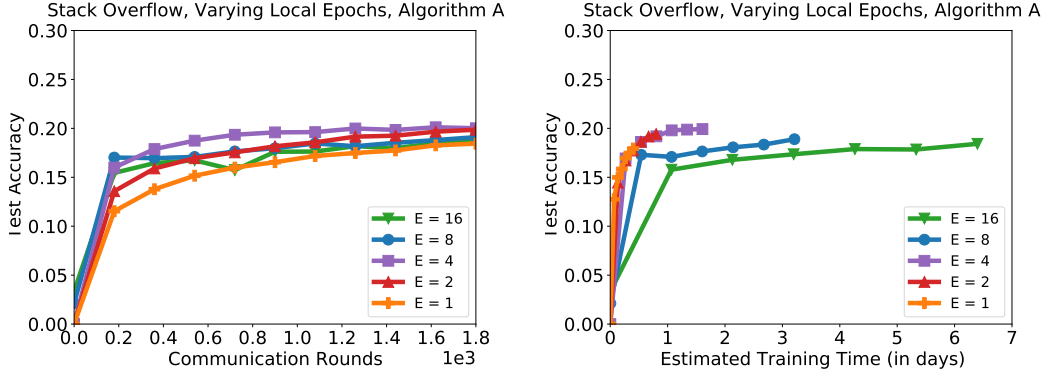 Stack Overflow, Varying Local Epochs, Algorithm A
0.30
0.25
0.20
0.15
0.10
0.05
0.00
Test Accuracy
E = 16
E = 8
E = 4
E = 2
E = 1
0.0 0.2 0.4 0.6 0.8 1.0 1.2 1.4 1.6 1.8
Communication Rounds
1e3
Stack Overflow, Varying Local Epochs, Algorithm A
0.30
0.25
0.20
0.15
0.10
0.05
0.00
Test Accuracy
E = 16
E = 8
E = 4
E = 2
E = 1
0 1 2 3 4 5 6 7
Estimated Training Time (in days)